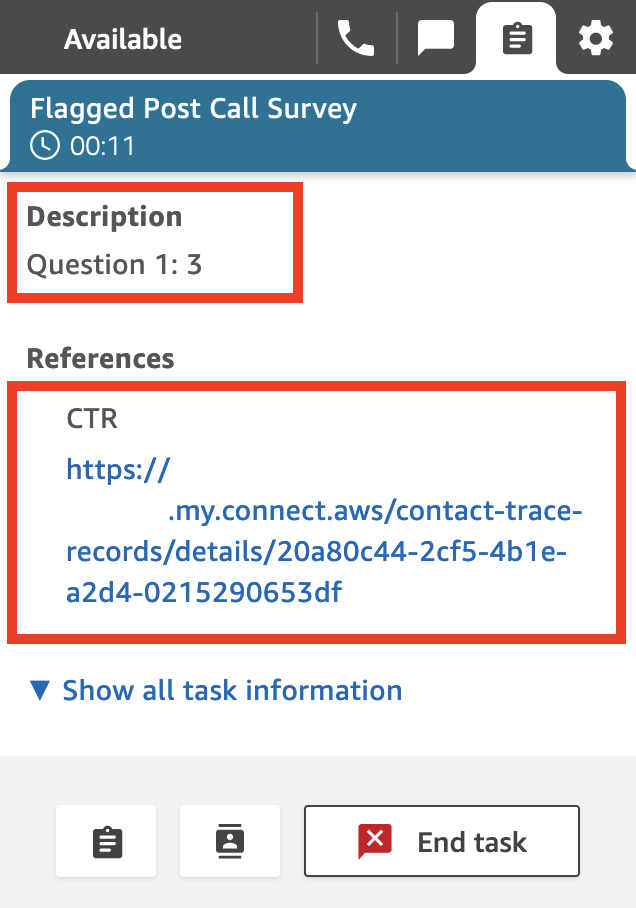 Available
Flagged Post Call Survey
00:11
Description
Question 1: 3
References
CTR
https://
.my.connect.aws/contact-trace-
records/details/20a80c44-2cf5-4b1e-
a2d4-0215290653df
▼ Show all task information
End task